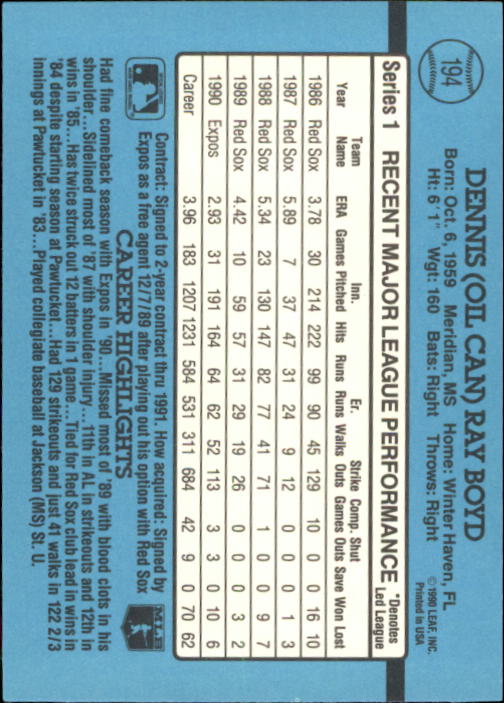 194
DENNIS (OIL CAN) RAY BOYD
Born: Oct. 6, 1959 Meridian, MS Home: Winter Haven, FL
Ht: 6' 1" Wgt: 160 Bats: Right Throws: Right
© 1990 LEAF, INC.
Printed in USA
Series 1 RECENT MAJOR LEAGUE PERFORMANCE *Denotes Led League
Team Inn. Er. Strike Comp. Shut
Year Name ERA Games Pitched Hits Runs Runs Walks Outs Games Outs Save Won Lost
1986 Red Sox 3.78 30 214 222 99 90 45 129 10 0 0 16 10
1987 Red Sox 5.89 7 37 47 31 24 9 12 0 0 0 1 3
1988 Red Sox 5.34 23 130 147 82 77 41 71 1 0 0 9 7
1989 Red Sox 4.42 10 59 57 31 29 19 26 0 0 0 3 2
1990 Expos 2.93 31 191 164 64 62 52 113 3 3 0 10 6
Career 3.96 183 1207 1231 584 531 311 684 42 9 0 70 62
Contract: Signed to 2-year contract thru 1991. How acquired: Signed by
Expos as a free agent 12/7/89 after playing out his option with Red Sox
MLB
CAREER HIGHLIGHTS
Had fine comeback season with Expos in '90...Missed most of '89 with blood clots in his
shoulder...Sidelined most of '87 with shoulder injury...11th in AL in strikeouts and 12th in
wins in '85...Has twice struck out 12 batters in 1 game...Tied for Red Sox club lead in wins in
'84 despite starting season at Pawtucket...Had 129 strikeouts and just 41 walks in 122 2/3
innings at Pawtucket in '83...Played collegiate baseball at Jackson (MS) St. U.